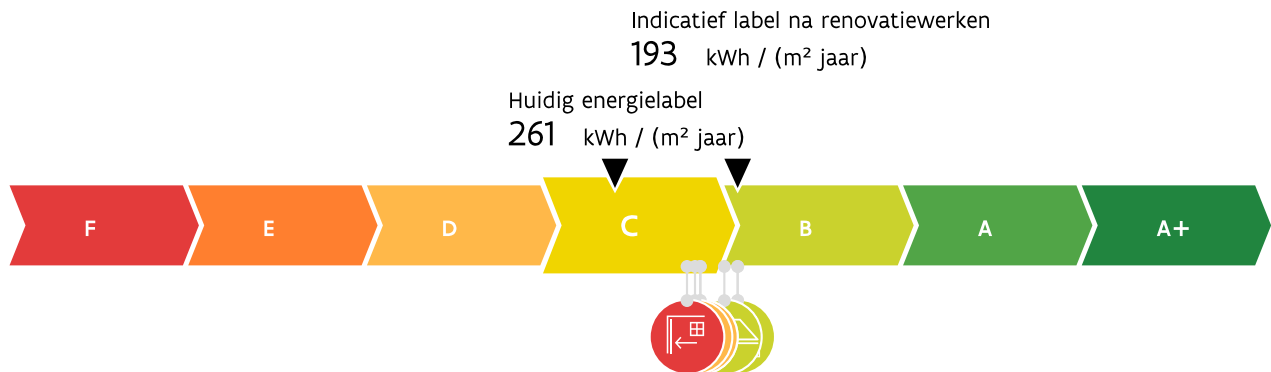 Indicatief label na renovatiewerken
193 kWh / (m² jaar)
Huidig energielabel
261 kWh / (m² jaar)
F E D C B A A+